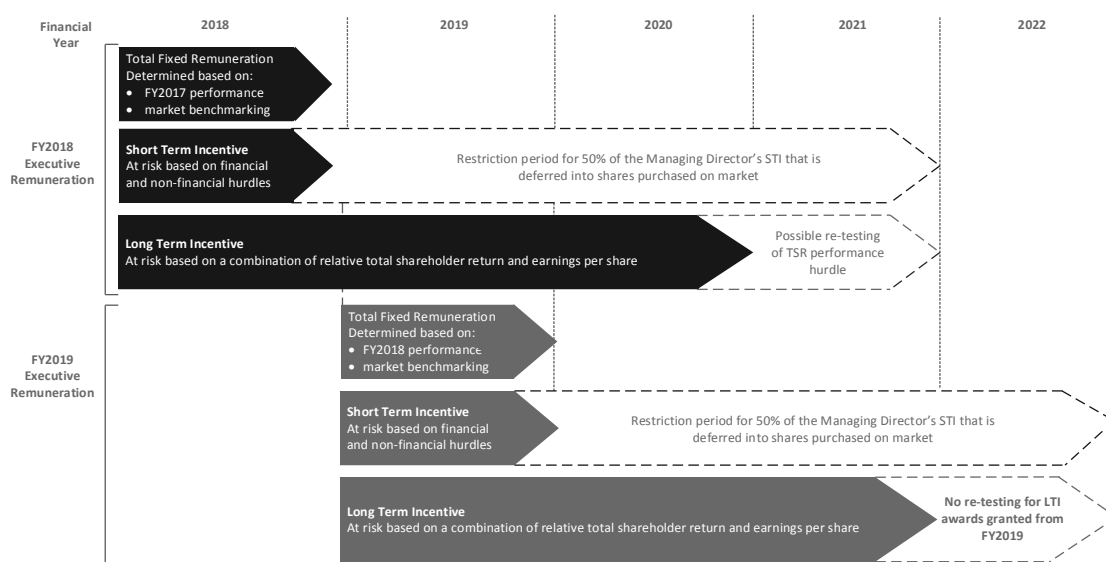 Financial
Year
2018
2019
2020
2021
2022
FY2018
Executive
Remuneration
Total Fixed Remuneration
Determined based on:
• FY2017 performance
• market benchmarking
Short Term Incentive
At risk based on financial
and non-financial hurdles
Restriction period for 50% of the Managing Director's STI that is
deferred into shares purchased on market
Long Term Incentive
At risk based on a combination of relative total shareholder return and earnings per share
Possible re-testing
of TSR performance
hurdle
FY2019
Executive
Remuneration
Total Fixed Remuneration
Determined based on:
• FY2018 performance
• market benchmarking
Short Term Incentive
At risk based on financial
and non-financial hurdles
Restriction period for 50% of the Managing Director's STI that is
deferred into shares purchased on market
Long Term Incentive
At risk based on a combination of relative total shareholder return and earnings per share
No re-testing for LTI
awards granted from
FY2019